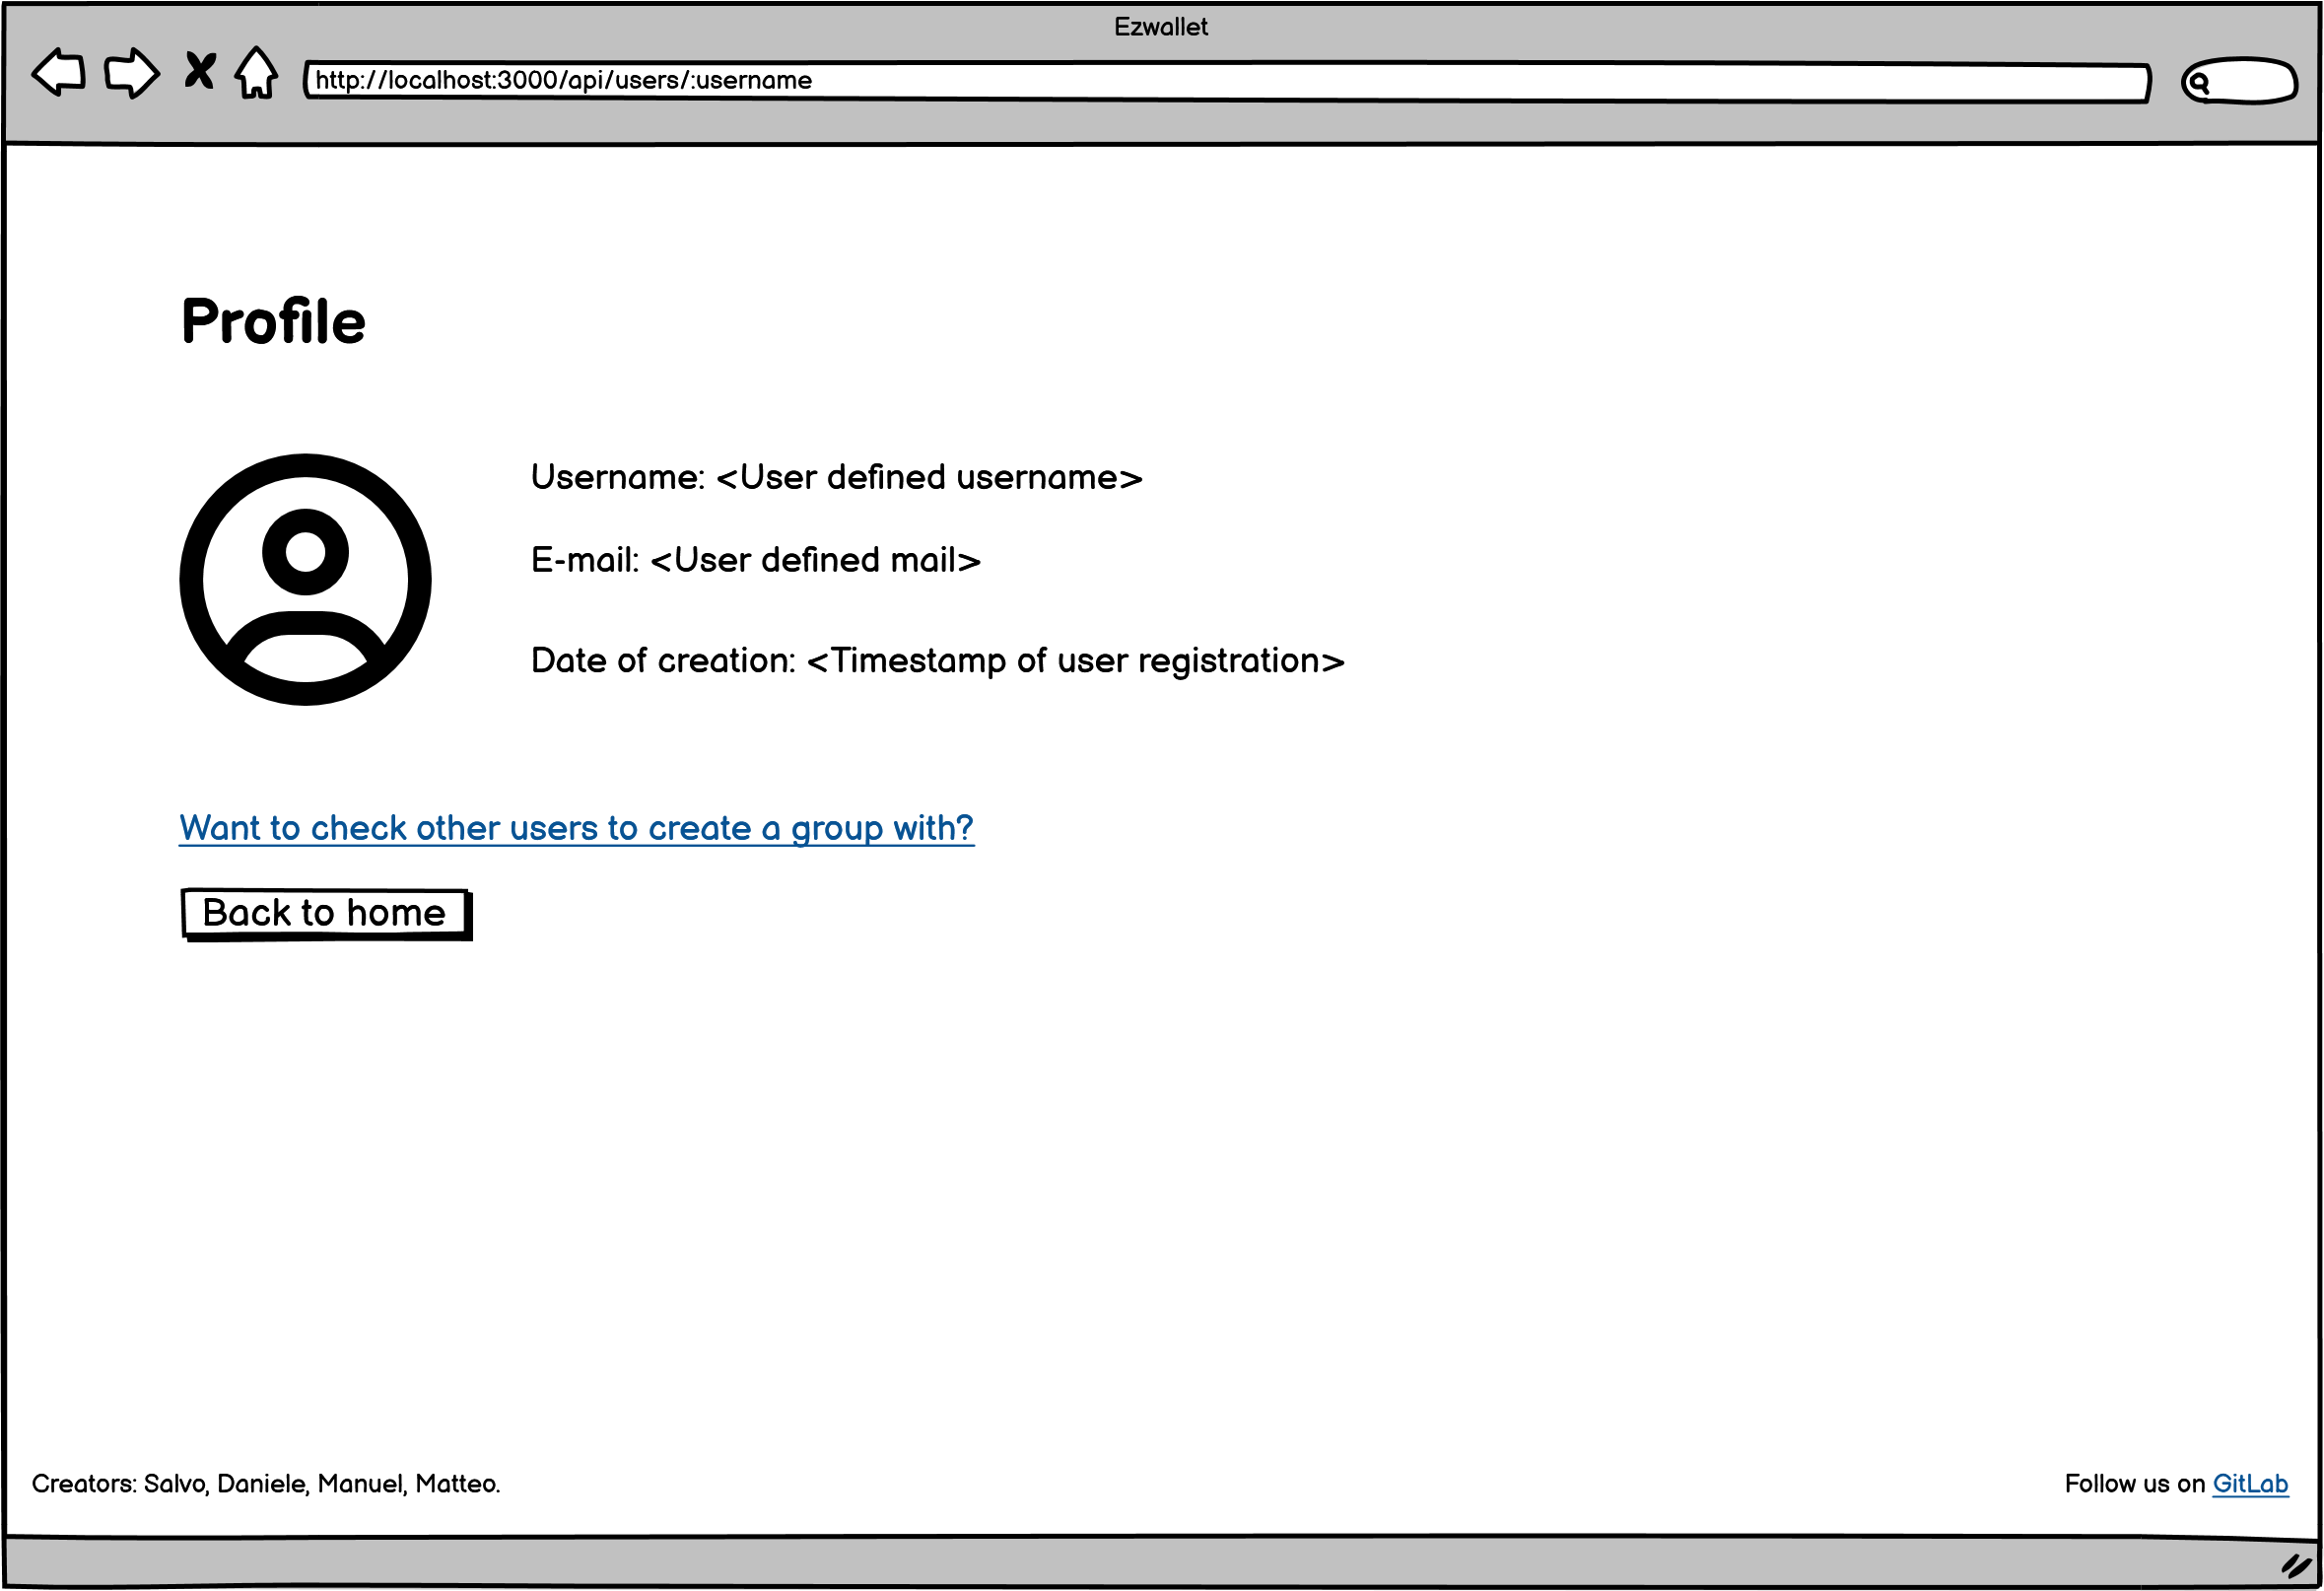 Ezwallet
http://localhost:3000/api/users/:username
Profile
Username: <User defined username>
E-mail: <User defined mail>
Date of creation: <Timestamp of user registration>
Want to check other users to create a group with?
Back to home
Creators: Salvo, Daniele, Manuel, Matteo.
Follow us on GitLab